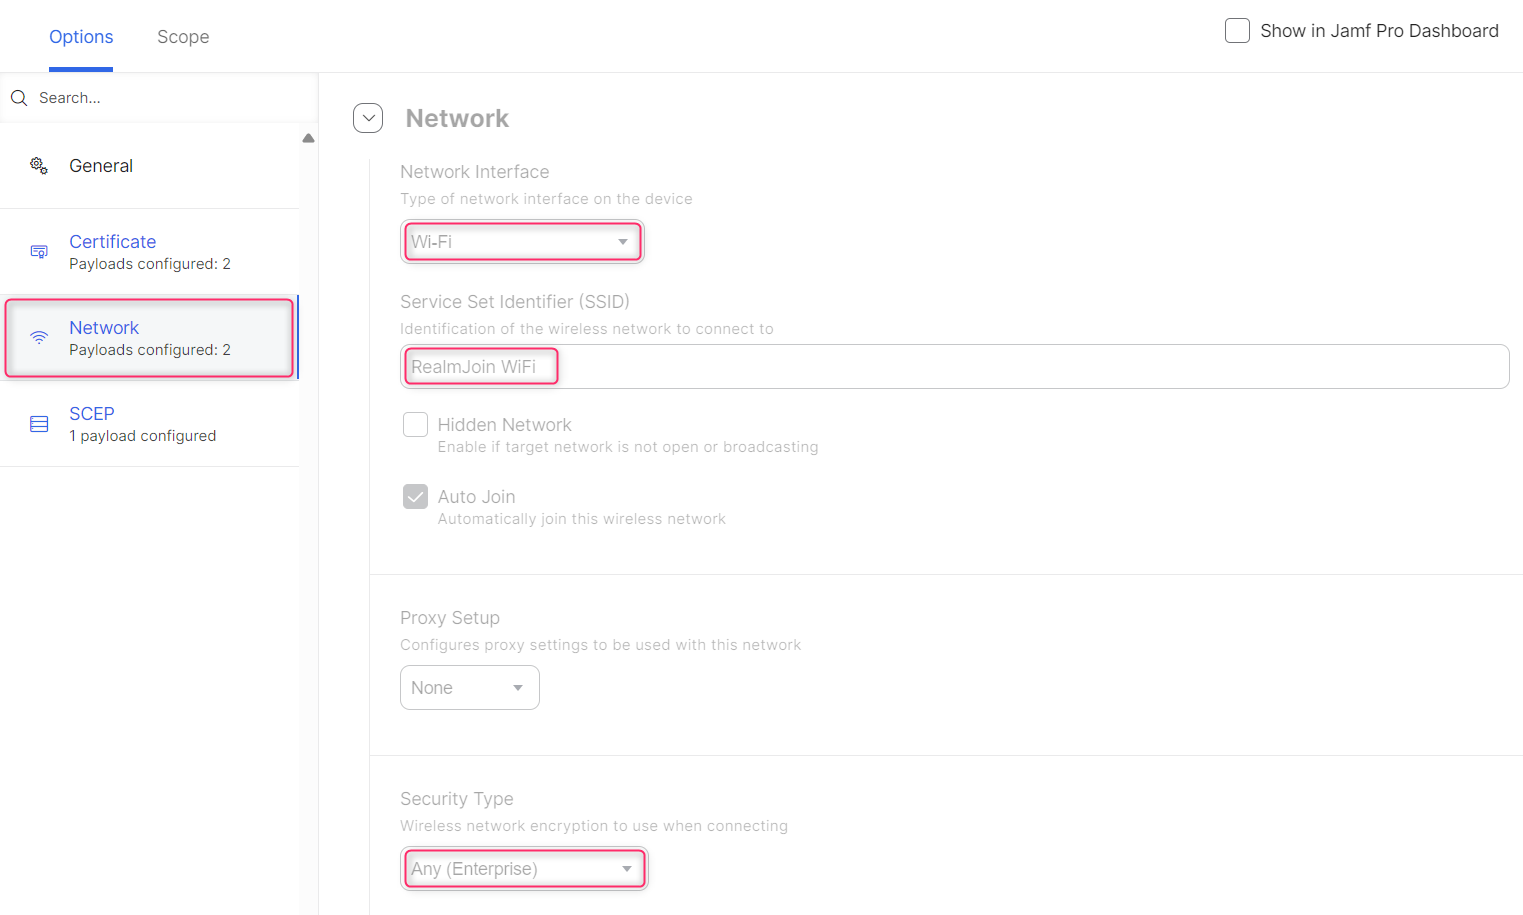 Options
Scope
Show in Jamf Pro Dashboard
Search...
General
Certificate
Payloads configured: 2
Network
Payloads configured: 2
SCEP
1 payload configured
Network
Network Interface
Type of network interface on the device
Wi-Fi
Service Set Identifier (SSID)
Identification of the wireless network to connect to
RealmJoin WiFi
Hidden Network
Enable if target network is not open or broadcasting
Auto Join
Automatically join this wireless network
Proxy Setup
Configures proxy settings to be used with this network
None
Security Type
Wireless network encryption to use when connecting
Any (Enterprise)